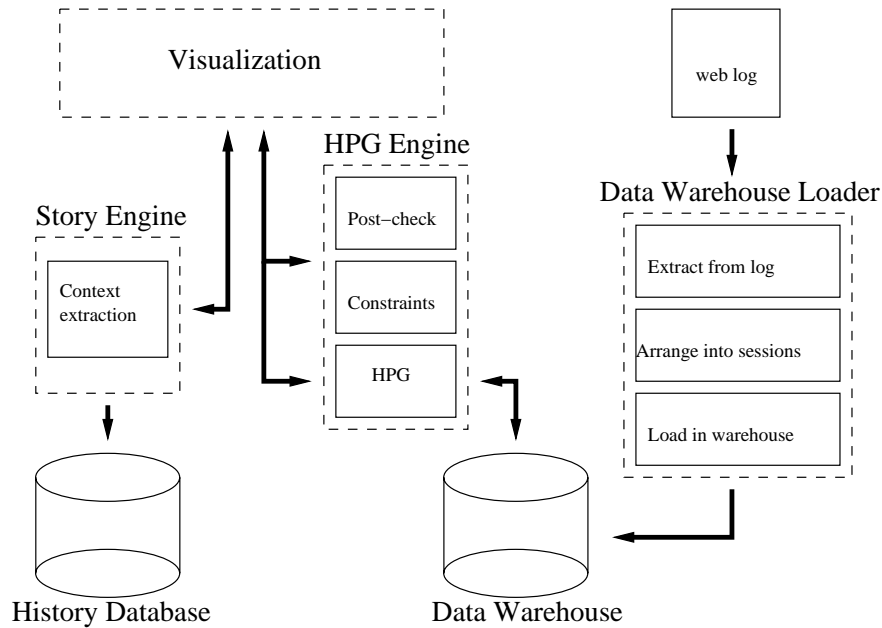 Visualization
web log
HPG Engine
Post-check
Constraints
HPG
Story Engine
Context
extraction
Data Warehouse Loader
Extract from log
Arrange into sessions
Load in warehouse
History Database
Data Warehouse